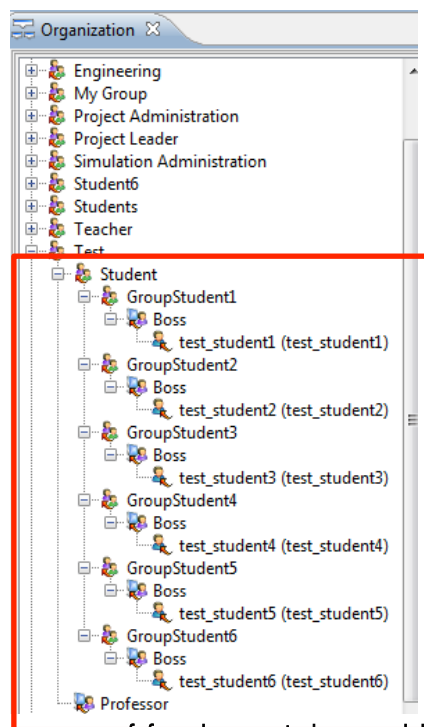 Organization
Engineering
My Group
Project Administration
Project Leader
Simulation Administration
Student6
Students
Teacher
Test
Student
GroupStudent1
Boss
test_student1 (test_student1)
GroupStudent2
Boss
test_student2 (test_student2)
GroupStudent3
Boss
test_student3 (test_student3)
GroupStudent4
Boss
test_student4 (test_student4)
GroupStudent5
Boss
test_student5 (test_student5)
GroupStudent6
Boss
test_student6 (test_student6)
Professor